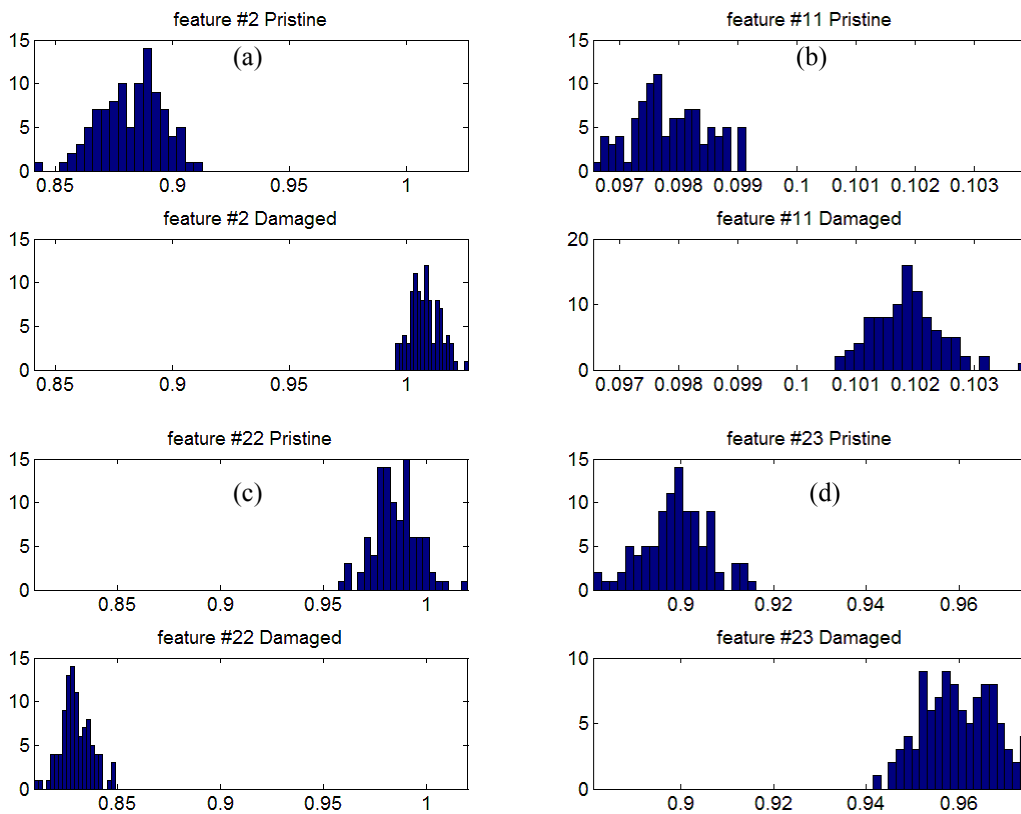 feature #2 Pristine
15
10
5
0
(a)
0.85 0.9 0.95 1
feature #2 Damaged
15
10
5
0
0.85 0.9 0.95 1
feature #11 Pristine
15
10
5
0
(b)
0.097 0.098 0.099 0.1 0.101 0.102 0.103
feature #11 Damaged
20
10
0
0.097 0.098 0.099 0.1 0.101 0.102 0.103
feature #22 Pristine
15
10
5
0
(c)
0.85 0.9 0.95 1
feature #22 Damaged
15
10
5
0
0.85 0.9 0.95 1
feature #23 Pristine
15
10
5
0
(d)
0.9 0.92 0.94 0.96
feature #23 Damaged
10
5
0
0.9 0.92 0.94 0.96